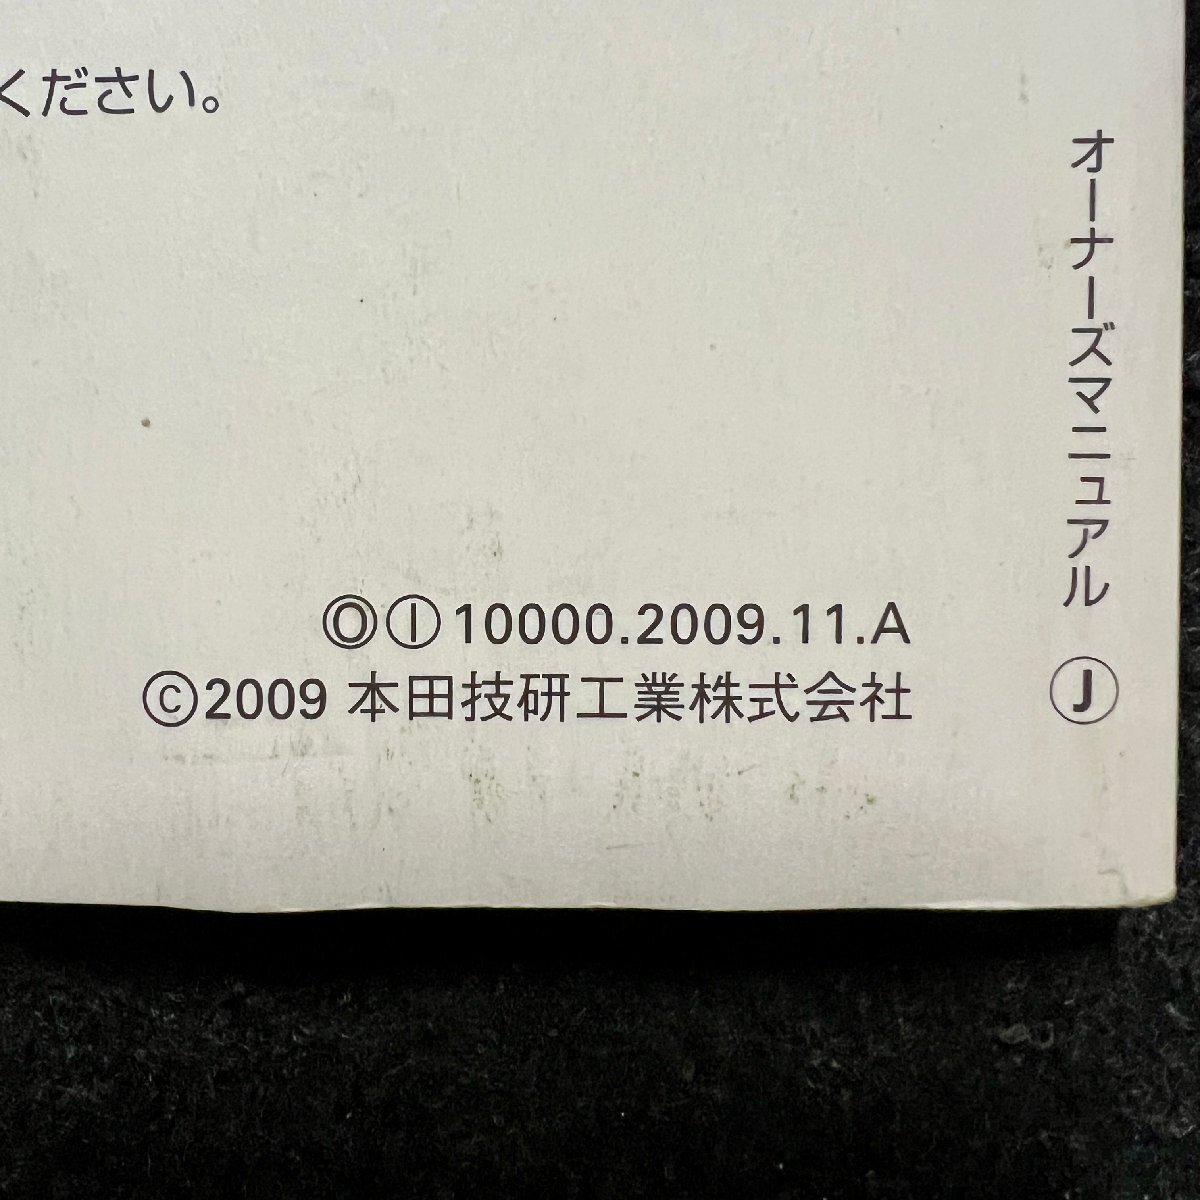 ください。
オーナーズマニュアル Ⓙ
ⓄⒾ10000.2009.11.A
©2009 本田技研工業株式会社